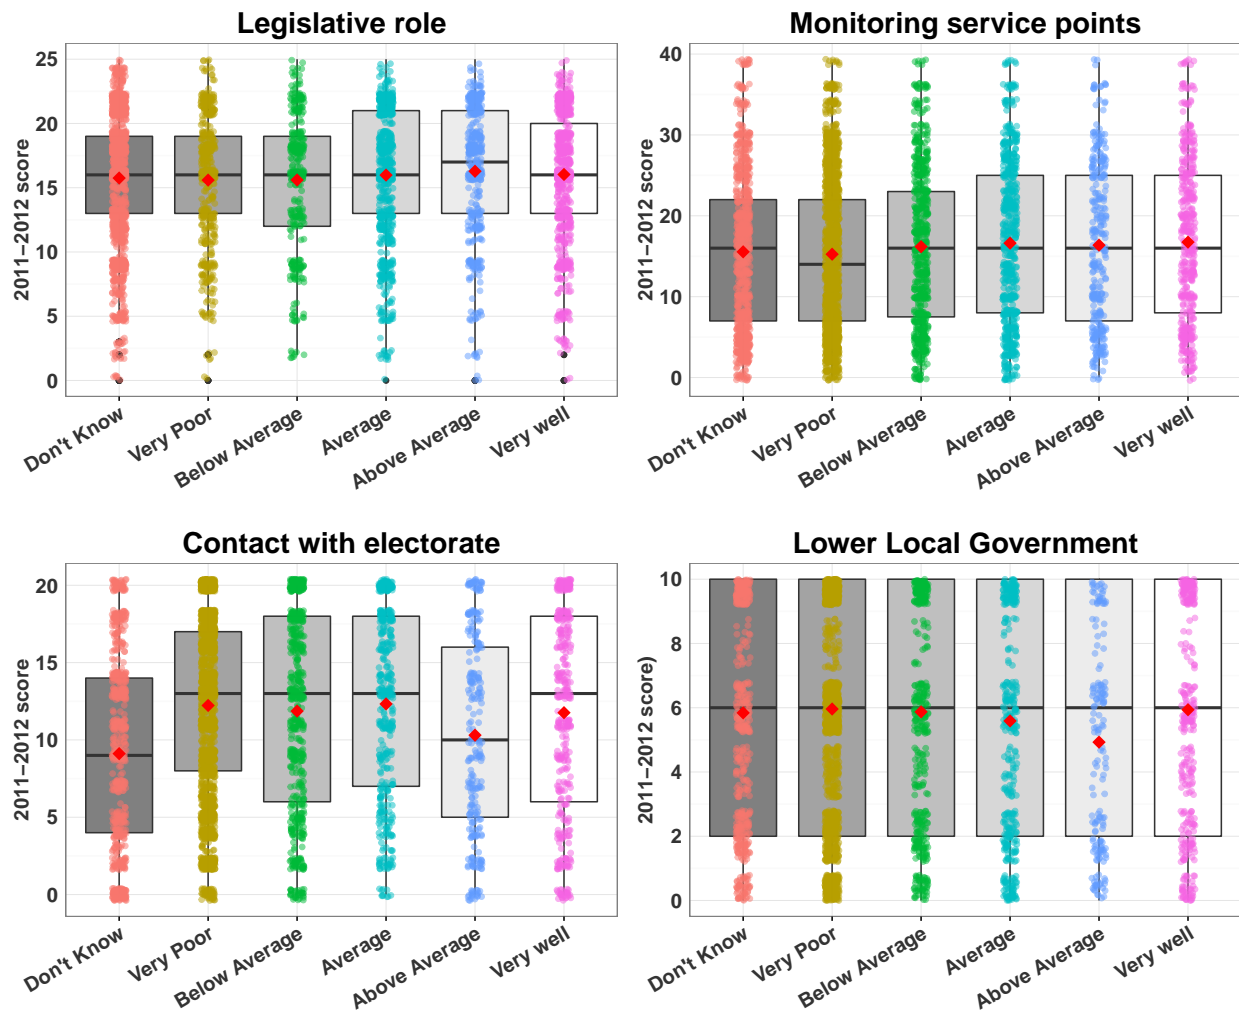 Legislative role
2011−2012 score
25
20
15
10
5
0
Don't Know
Very Poor
Below Average
Average
Above Average
Very well
Monitoring service points
2011−2012 score
40
30
20
10
0
Don't Know
Very Poor
Below Average
Average
Above Average
Very well
Contact with electorate
2011−2012 score
20
15
10
5
0
Don't Know
Very Poor
Below Average
Average
Above Average
Very well
Lower Local Government
2011−2012 score)
10
8
6
4
2
0
Don't Know
Very Poor
Below Average
Average
Above Average
Very well